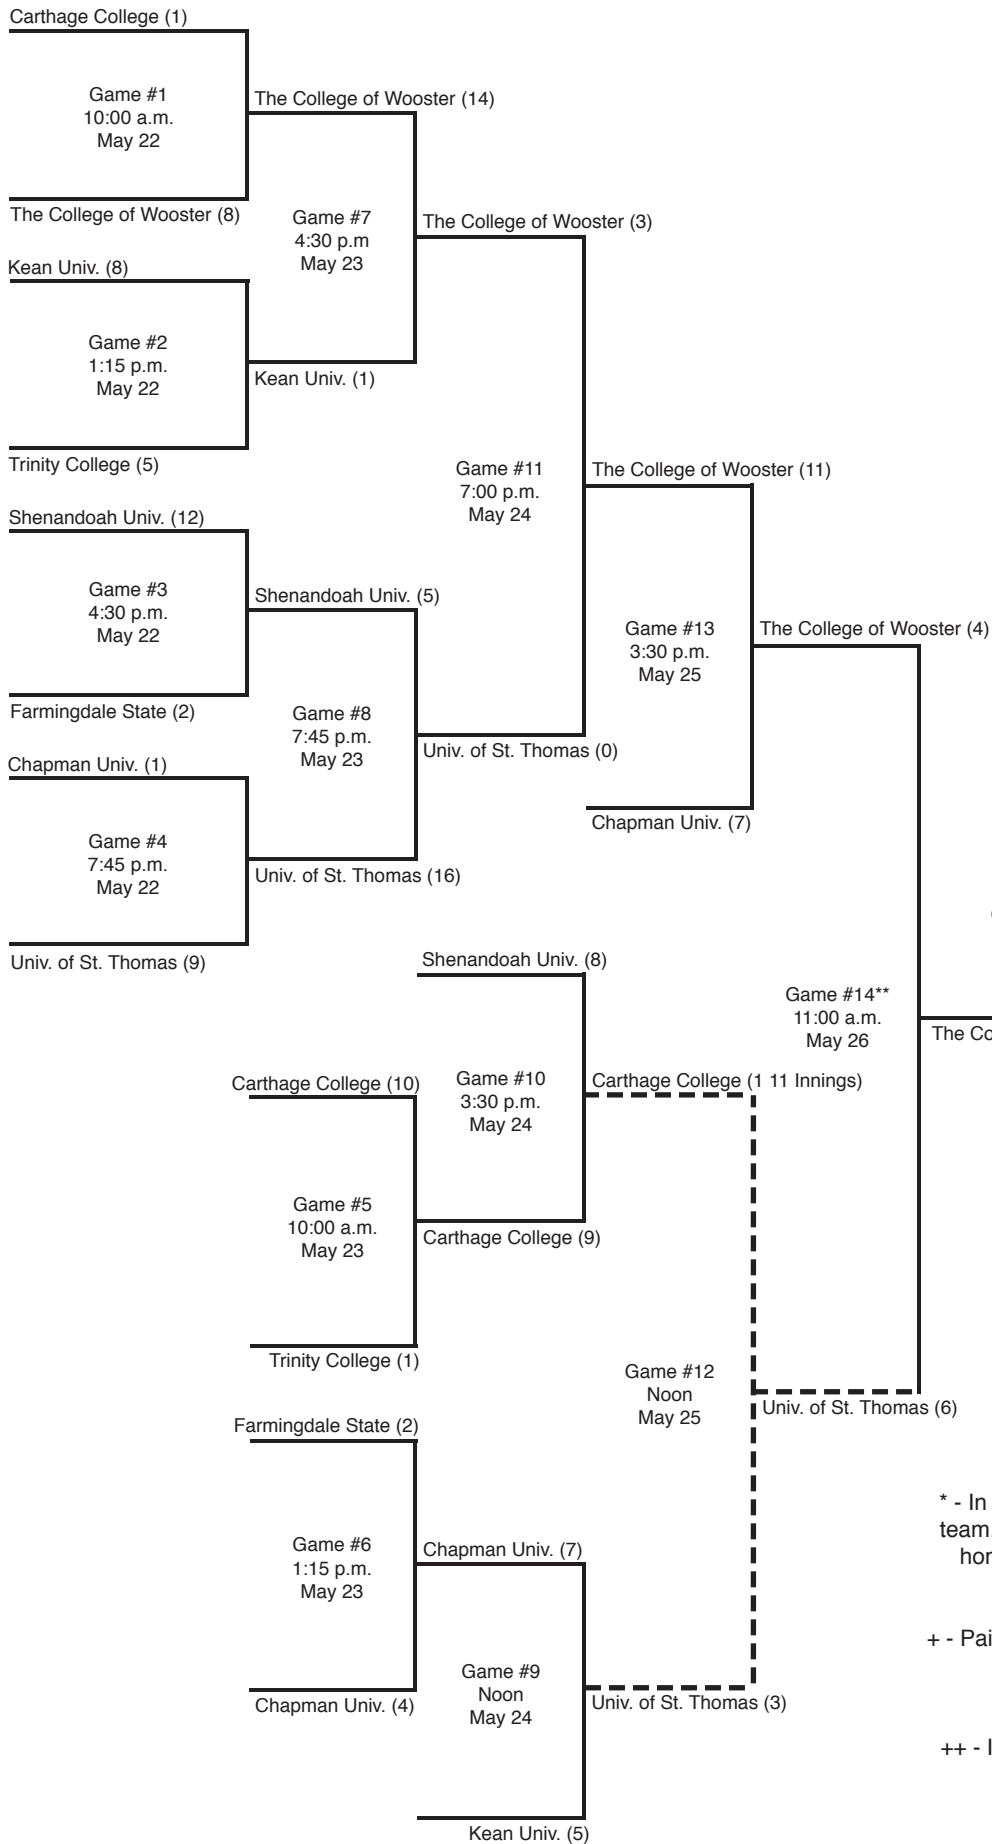 Carthage College (1)
Game #1
10:00 a.m.
May 22
The College of Wooster (14)
The College of Wooster (8)
Game #7
4:30 p.m
May 23
The College of Wooster (3)
Kean Univ. (8)
Game #2
1:15 p.m.
May 22
Kean Univ. (1)
Trinity College (5)
Game #11
7:00 p.m.
May 24
The College of Wooster (11)
Shenandoah Univ. (12)
Game #3
4:30 p.m.
May 22
Shenandoah Univ. (5)
Game #13
3:30 p.m.
May 25
The College of Wooster (4)
Farmingdale State (2)
Game #8
7:45 p.m.
May 23
Univ. of St. Thomas (0)
Chapman Univ. (1)
Chapman Univ. (7)
Game #4
7:45 p.m.
May 22
Univ. of St. Thomas (16)
Univ. of St. Thomas (9)
Shenandoah Univ. (8)
Game #14**
11:00 a.m.
May 26
The Co
Carthage College (10)
Game #10
3:30 p.m.
May 24
Carthage College (1 11 Innings)
Game #5
10:00 a.m.
May 23
Carthage College (9)
Trinity College (1)
Game #12
Noon
May 25
Univ. of St. Thomas (6)
Farmingdale State (2)
* - In
team.
hor
Game #6
1:15 p.m.
May 23
Chapman Univ. (7)
+ - Pai
Game #9
Noon
May 24
Chapman Univ. (4)
Univ. of St. Thomas (3)
++ - I
Kean Univ. (5)